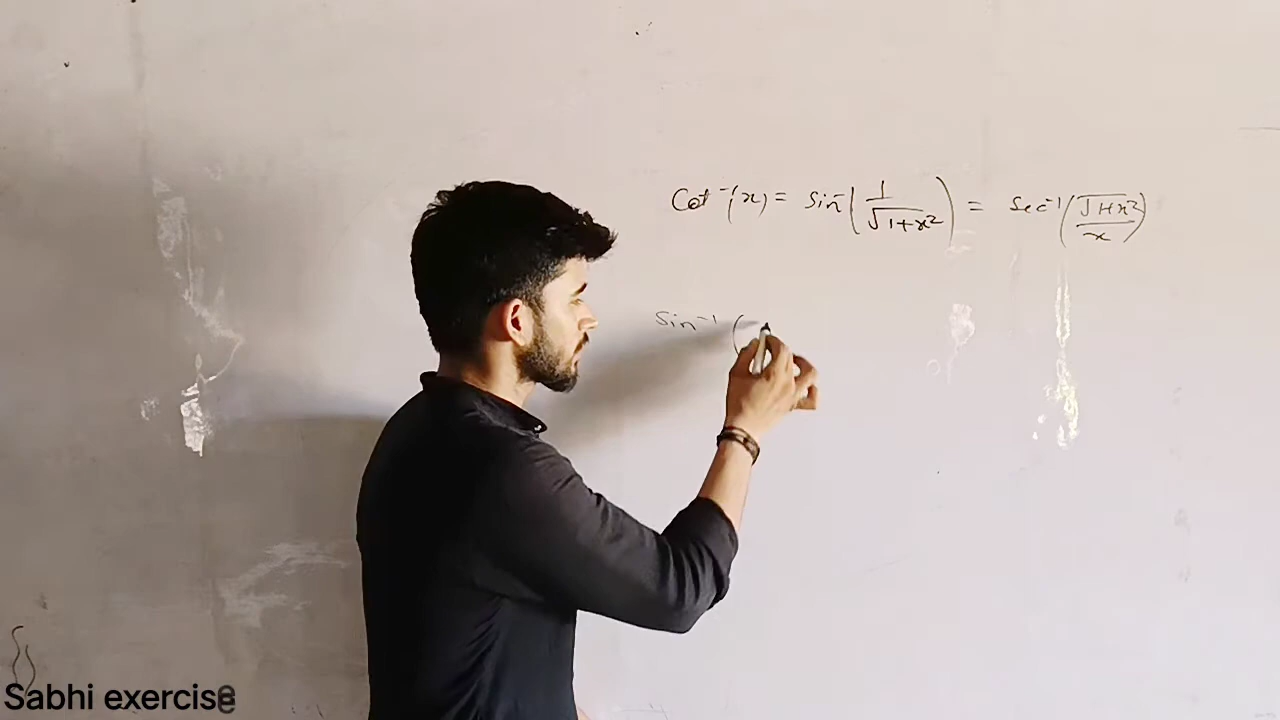 Cot⁻¹(x) = Sin⁻¹(1/√1+x²) = Sec⁻¹(√1+x²/x)
Sin⁻¹ (
Sabhi exercise